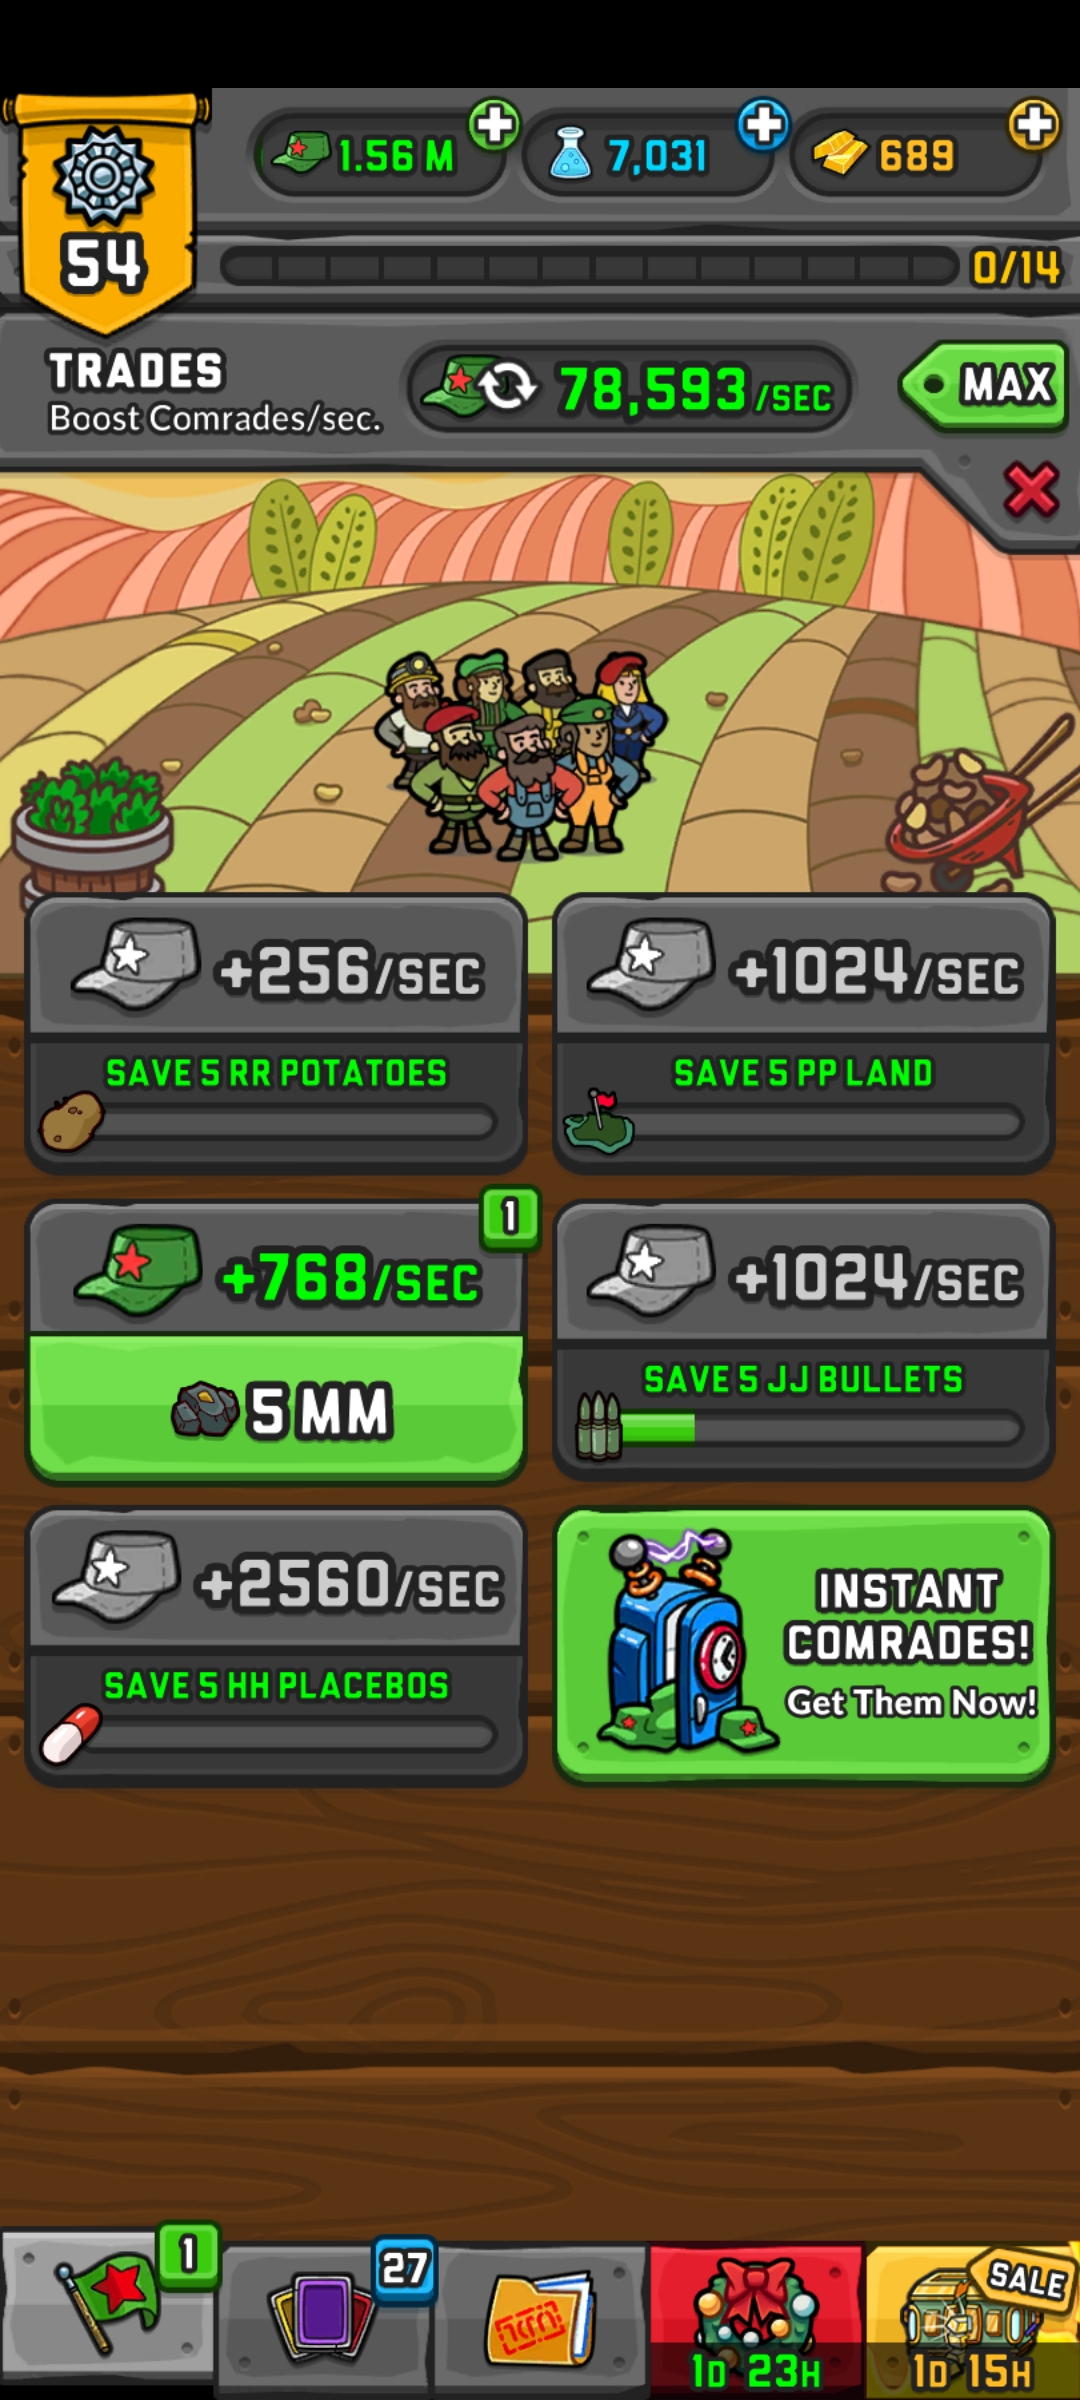 1.56 M
7,031
689
54
0/14
TRADES
Boost Comrades/sec.
78,593/SEC
MAX
+256/SEC
SAVE 5 RR POTATOES
+1024/SEC
SAVE 5 PP LAND
1
+768/SEC
5 MM
+1024/SEC
SAVE 5 JJ BULLETS
+2560/SEC
SAVE 5 HH PLACEBOS
INSTANT
COMRADES!
Get Them Now!
1
27
SALE
1D 23H
1D 15H